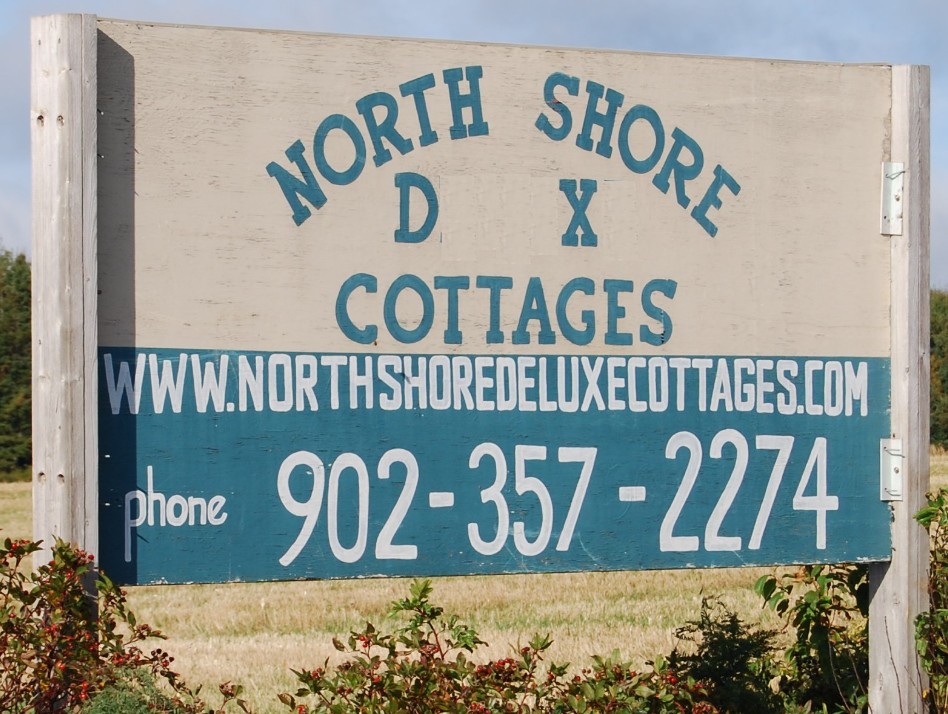 NORTH SHORE
D X
COTTAGES
WWW.NORTHSHOREDELUXECOTTAGES.COM
phone 902-357-2274